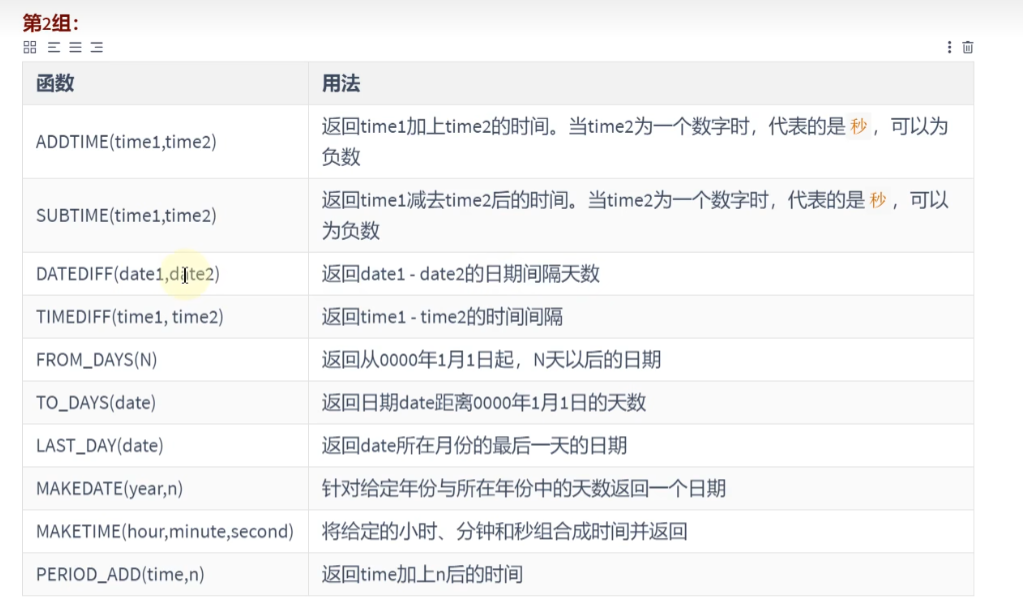 第2组：
函数 用法
ADDTIME(time1,time2) 返回time1加上time2的时间。当time2为一个数字时，代表的是 秒 ，可以为
负数
SUBTIME(time1,time2) 返回time1减去time2后的时间。当time2为一个数字时，代表的是 秒 ，可以
为负数
DATEDIFF(date1,date2) 返回date1 - date2的日期间隔天数
TIMEDIFF(time1, time2) 返回time1 - time2的时间间隔
FROM_DAYS(N) 返回从0000年1月1日起，N天以后的日期
TO_DAYS(date) 返回日期date距离0000年1月1日的天数
LAST_DAY(date) 返回date所在月份的最后一天的日期
MAKEDATE(year,n) 针对给定年份与所在年份中的天数返回一个日期
MAKETIME(hour,minute,second) 将给定的小时、分钟和秒组合成时间并返回
PERIOD_ADD(time,n) 返回time加上n后的时间